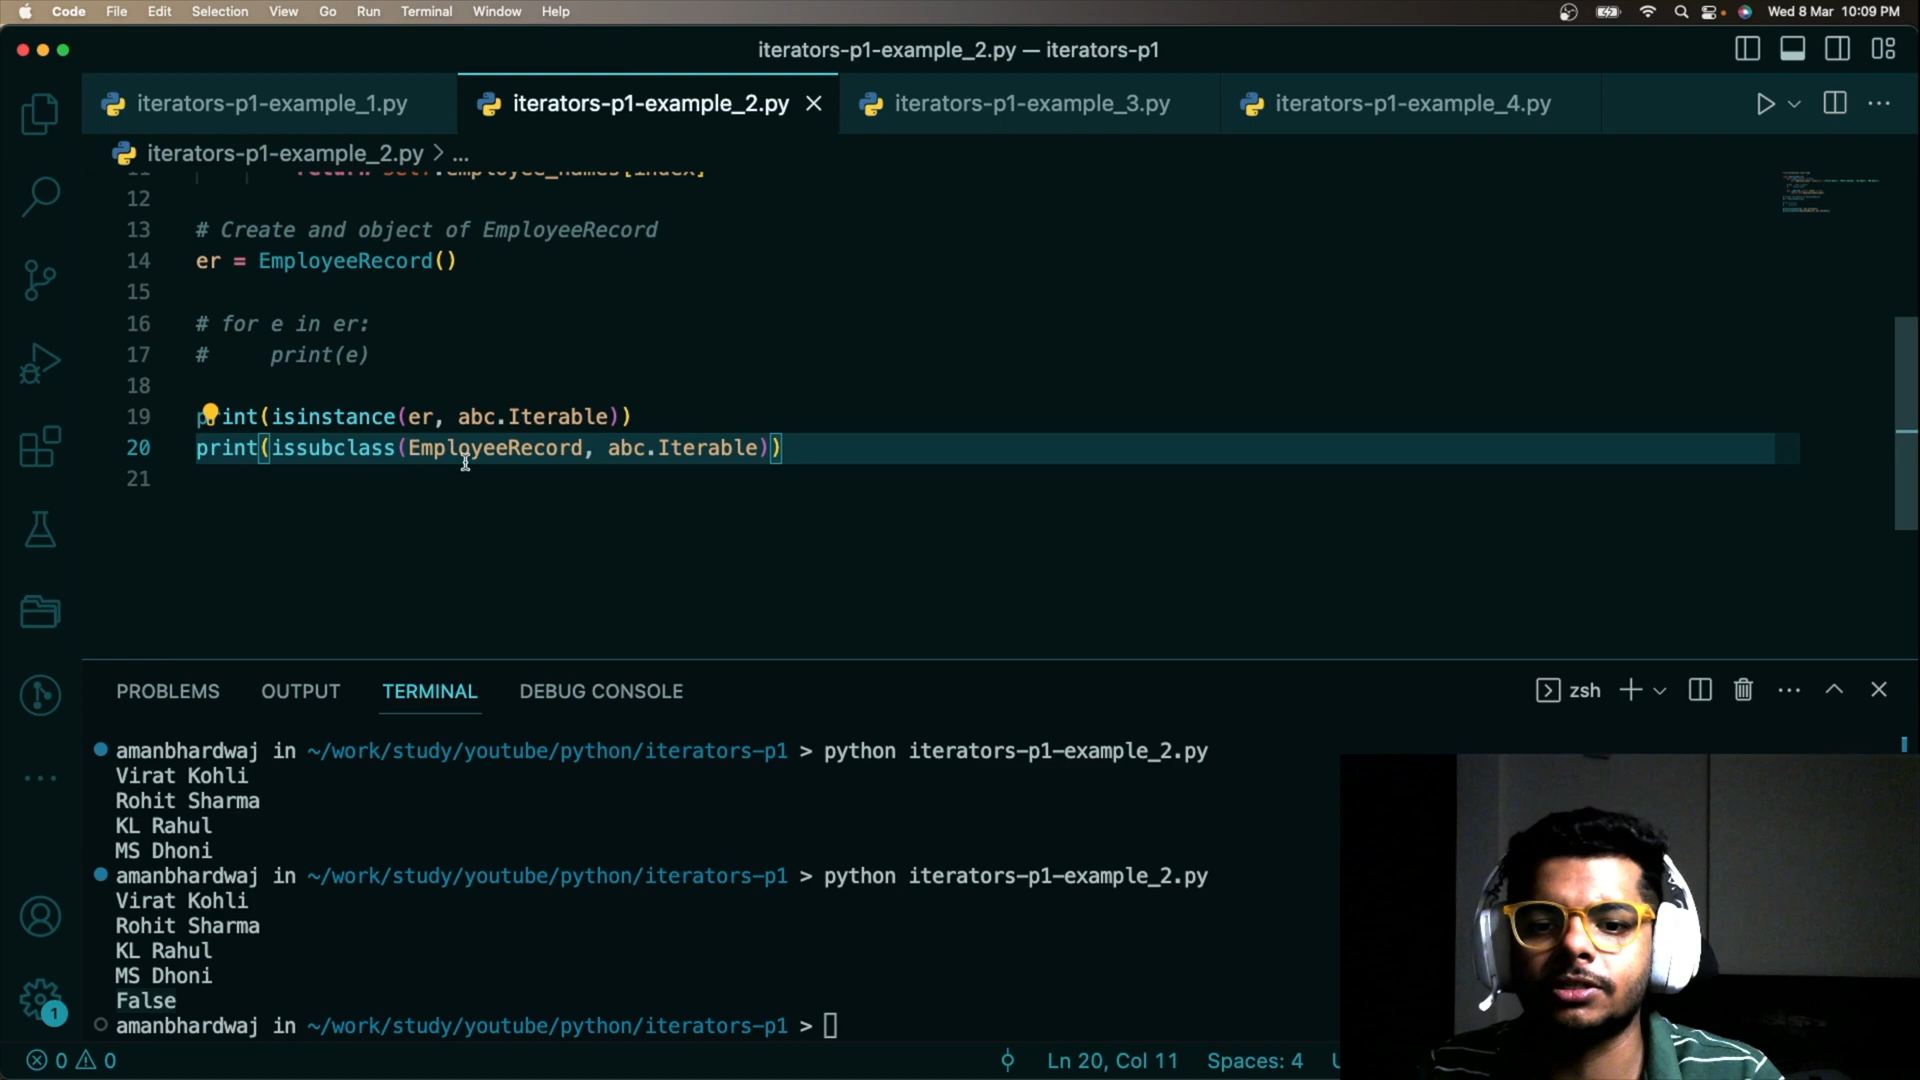 Code File Edit Selection View Go Run Terminal Window Help Wed 8 Mar 10:09 PM
iterators-p1-example_2.py — iterators-p1
iterators-p1-example_1.py iterators-p1-example_2.py iterators-p1-example_3.py iterators-p1-example_4.py
iterators-p1-example_2.py > ...
11 return self.employee_names[index]
12
13 # Create and object of EmployeeRecord
14 er = EmployeeRecord()
15
16 # for e in er:
17 #     print(e)
18
19 print(isinstance(er, abc.Iterable))
20 print(issubclass(EmployeeRecord, abc.Iterable))
21
PROBLEMS OUTPUT TERMINAL DEBUG CONSOLE zsh
amanbhardwaj in ~/work/study/youtube/python/iterators-p1 > python iterators-p1-example_2.py
Virat Kohli
Rohit Sharma
KL Rahul
MS Dhoni
amanbhardwaj in ~/work/study/youtube/python/iterators-p1 > python iterators-p1-example_2.py
Virat Kohli
Rohit Sharma
KL Rahul
MS Dhoni
False
amanbhardwaj in ~/work/study/youtube/python/iterators-p1 >
1
0 0 Ln 20, Col 11 Spaces: 4